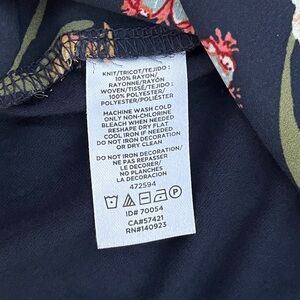 KNIT/TRICOT/TEJIDO :
100% RAYON/
RAYONNE/RAYÓN
WOVEN/TISSÉ/TEJIDO :
100% POLYESTER/
POLYESTER/POLIÉSTER
MACHINE WASH COLD
ONLY NON-CHLORINE
BLEACH WHEN NEEDED
RESHAPE DRY FLAT
COOL IRON IF NEEDED
DO NOT IRON DECORATION
OR DRY CLEAN
DO NOT IRON DECORATION/
NE PAS REPASSER
LE DECORER/
NO PLANCHES
LA DECORADO
472594
ID# 70054
CA#57421
RN#140923